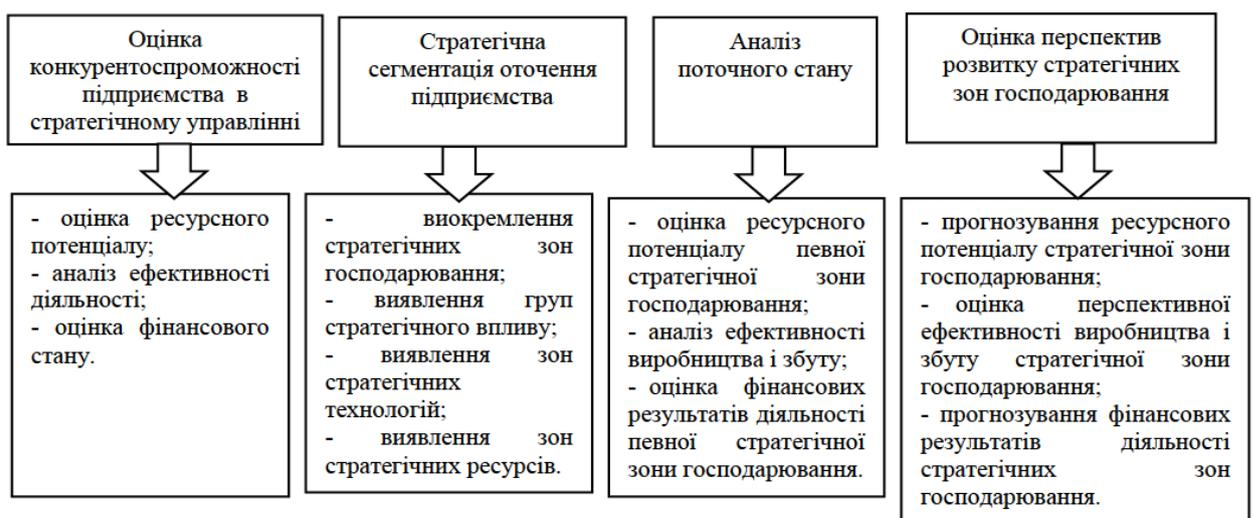 Оцінка
конкурентоспроможності
підприємства в
стратегічному управлінні
Стратегічна
сегментація оточення
підприємства
Аналіз
поточного стану
Оцінка перспектив
розвитку стратегічних
зон господарювання
- оцінка ресурсного
потенціалу;
- аналіз ефективності
діяльності;
- оцінка фінансового
стану.
- виокремлення
стратегічних зон
господарювання;
- виявлення груп
стратегічного впливу;
- виявлення зон
стратегічних
технологій;
- виявлення зон
стратегічних ресурсів.
- оцінка ресурсного
потенціалу певної
стратегічної зони
господарювання;
- аналіз ефективності
виробництва і збуту;
- оцінка фінансових
результатів діяльності
певної стратегічної
зони господарювання.
- прогнозування ресурсного
потенціалу стратегічної зони
господарювання;
- оцінка перспективної
ефективності виробництва і
збуту стратегічної зони
господарювання;
- прогнозування фінансових
результатів діяльності
стратегічних зон
господарювання.